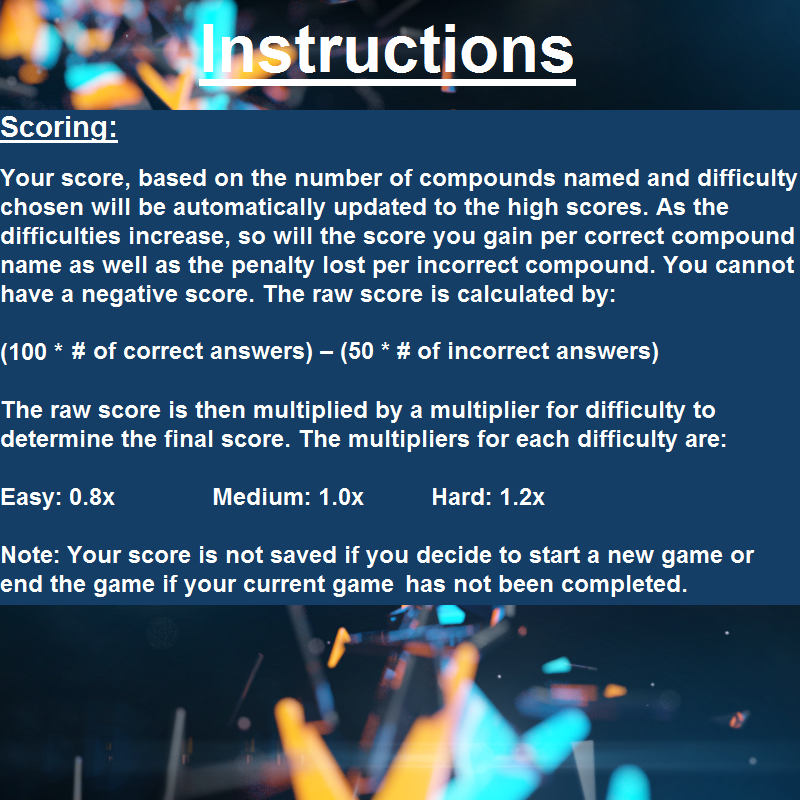 Instructions
Scoring:
Your score, based on the number of compounds named and difficulty
chosen will be automatically updated to the high scores. As the
difficulties increase, so will the score you gain per correct compound
name as well as the penalty lost per incorrect compound. You cannot
have a negative score. The raw score is calculated by:
(100 * # of correct answers) – (50 * # of incorrect answers)
The raw score is then multiplied by a multiplier for difficulty to
determine the final score. The multipliers for each difficulty are:
Easy: 0.8x Medium: 1.0x Hard: 1.2x
Note: Your score is not saved if you decide to start a new game or
end the game if your current game has not been completed.